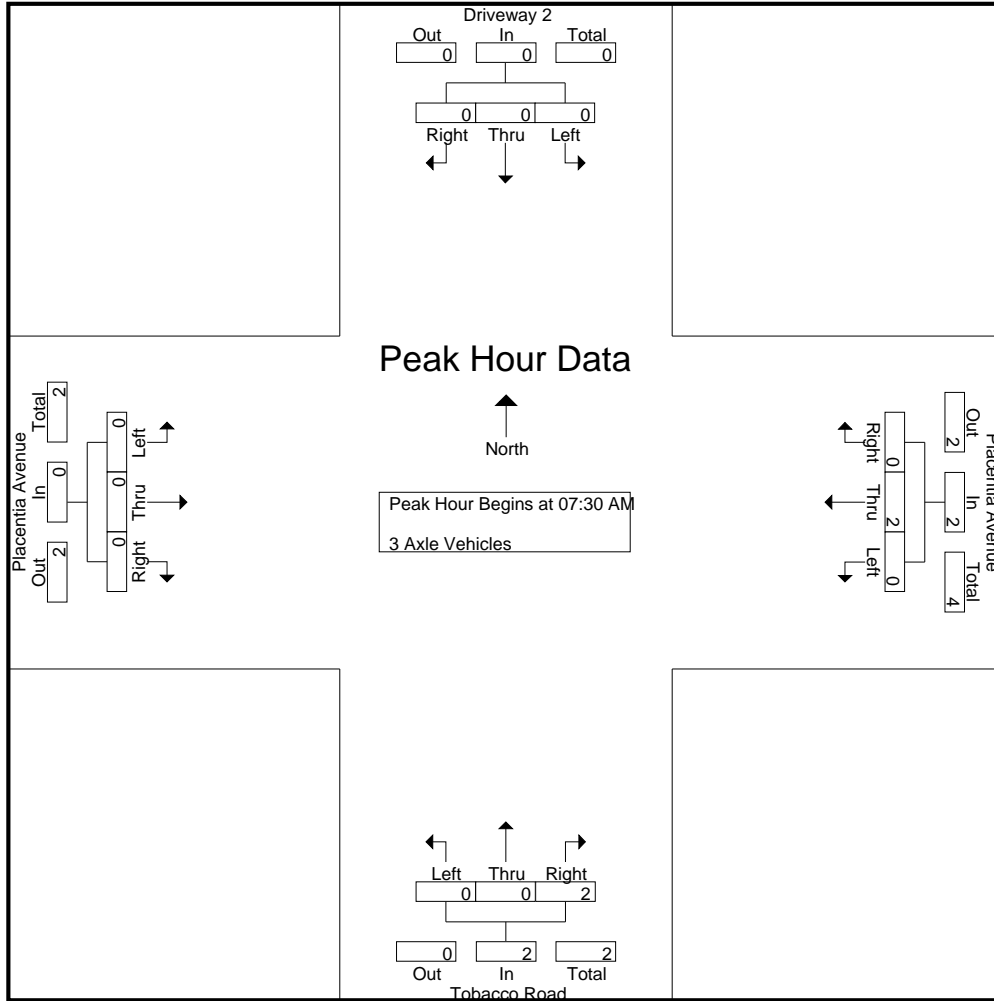 Driveway 2
Out In Total
0 0 0
0 0 0
Right Thru Left
Peak Hour Data
North
Peak Hour Begins at 07:30 AM
3 Axle Vehicles
Placentia Avenue
Total In Out
2 0 2
0 0 0
Left Thru Right
Placentia Avenue
Out In Total
2 2 4
0 2 0
Right Thru Left
Left Thru Right
0 0 2
0 2 2
Out In Total
Tobacco Road